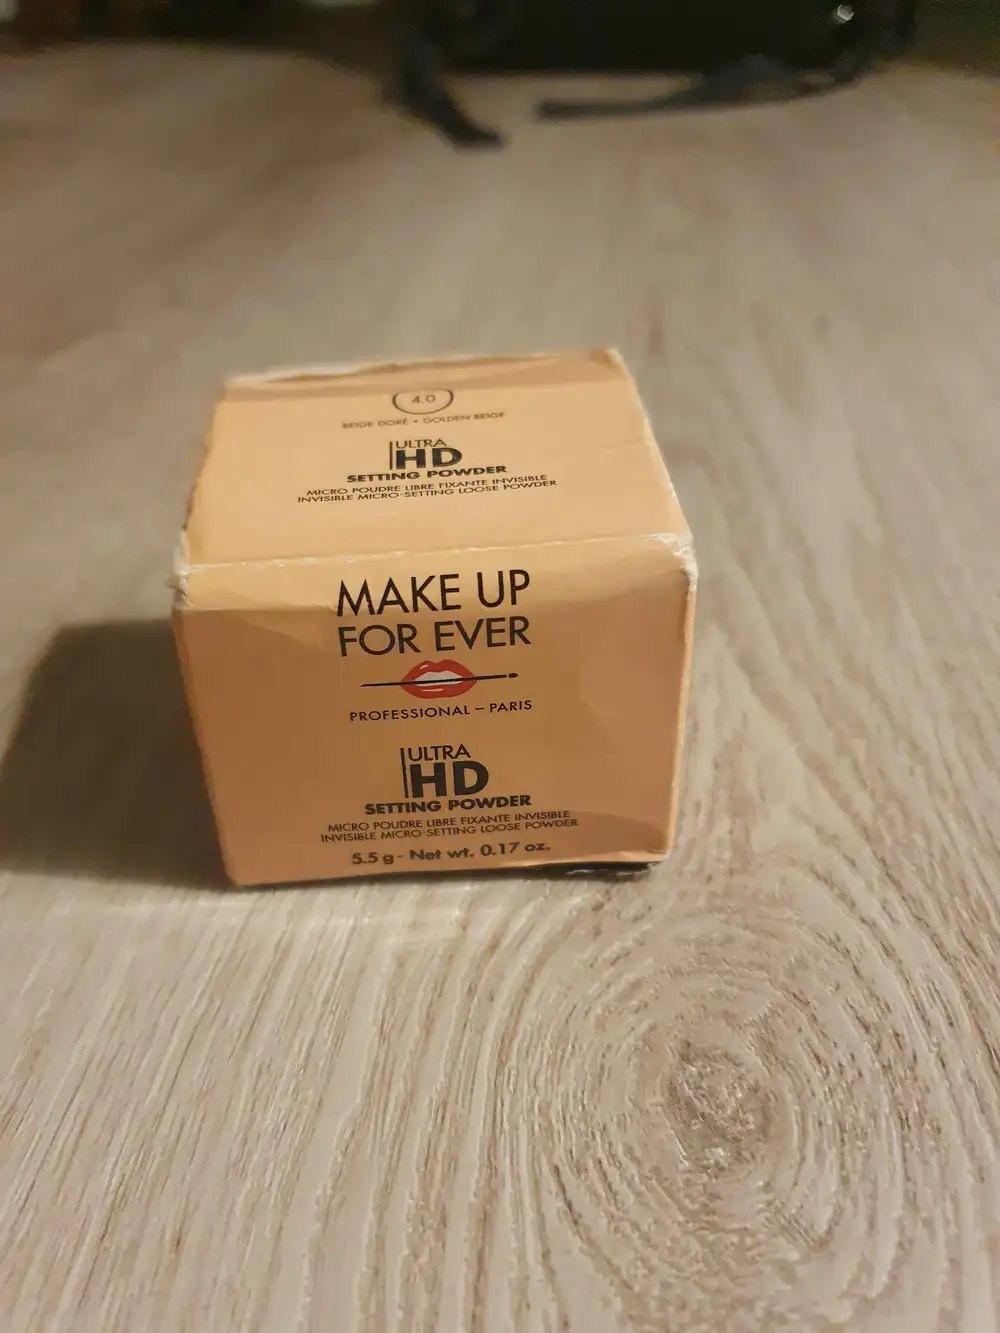 4.0
BEIGE DORÉ • GOLDEN BEIGE
ULTRA
HD
SETTING POWDER
MICRO POUDRE LIBRE FIXANTE INVISIBLE
INVISIBLE MICRO-SETTING LOOSE POWDER
MAKE UP
FOR EVER
PROFESSIONAL – PARIS
ULTRA
HD
SETTING POWDER
MICRO POUDRE LIBRE FIXANTE INVISIBLE
INVISIBLE MICRO-SETTING LOOSE POWDER
5.5 g - Net wt. 0.17 oz.